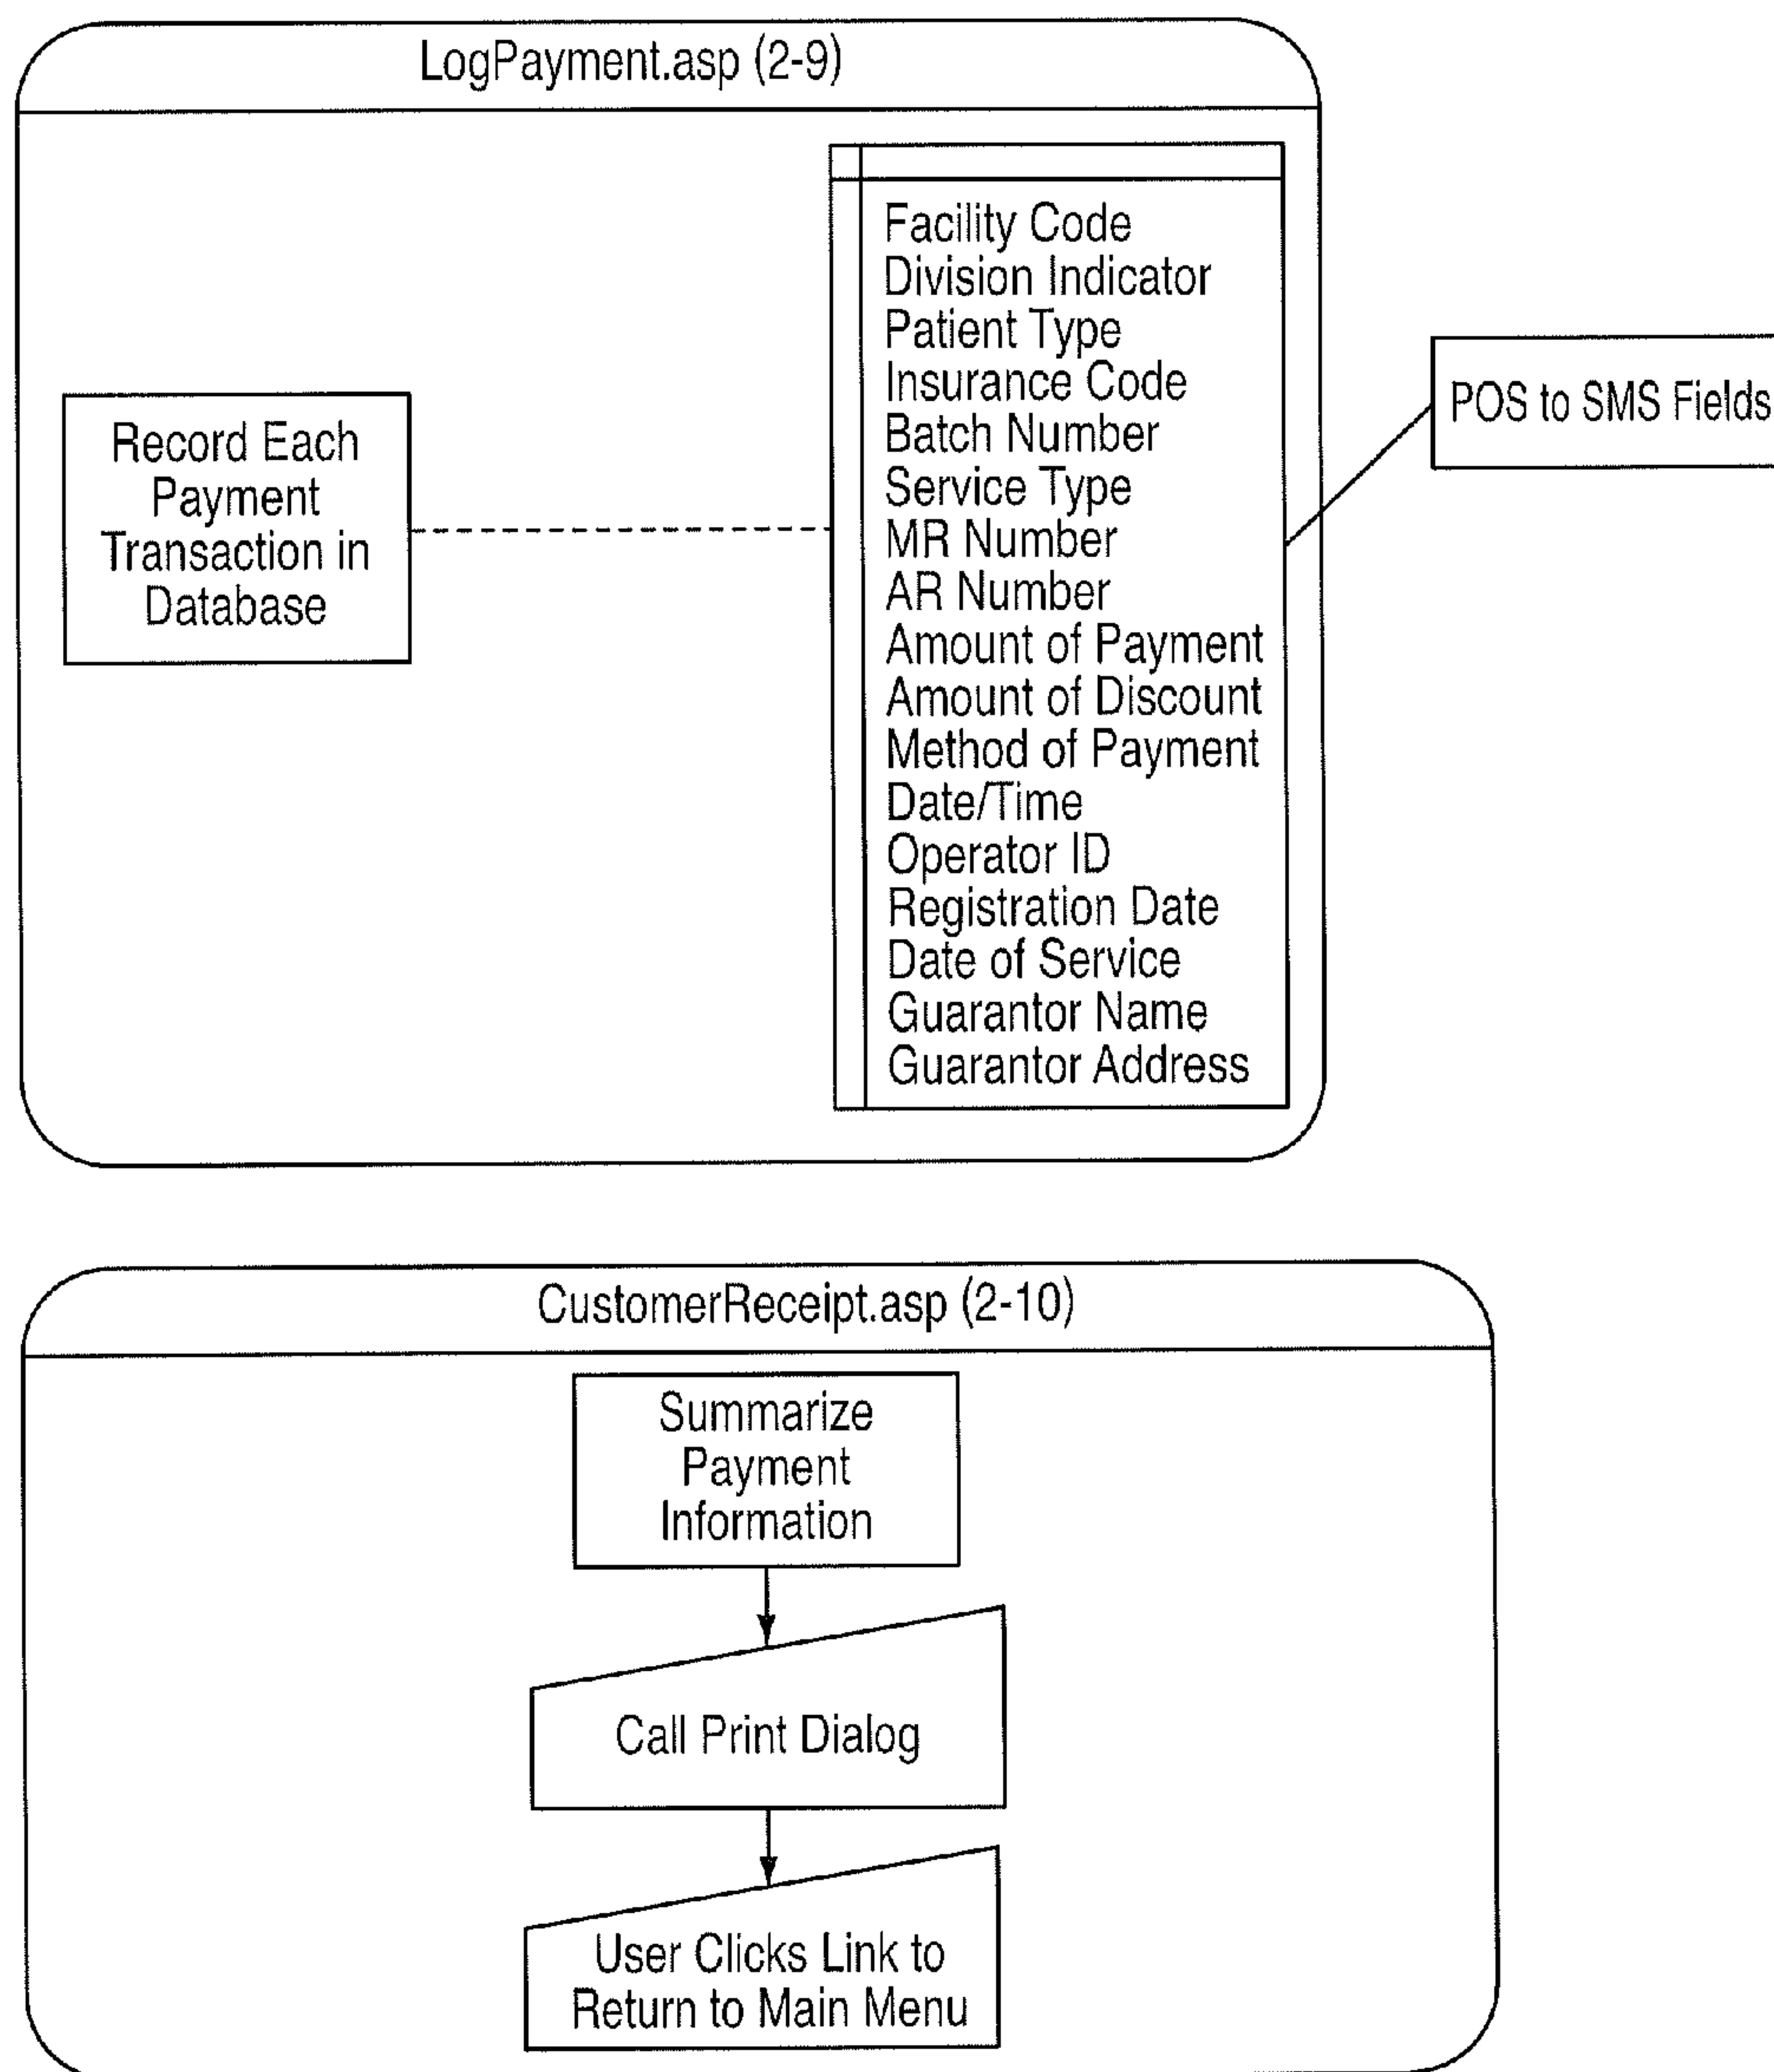 LogPayment.asp (2-9)
Record Each
Payment
Transaction in
Database
Facility Code
Division Indicator
Patient Type
Insurance Code
Batch Number
Service Type
MR Number
AR Number
Amount of Payment
Amount of Discount
Method of Payment
Date/Time
Operator ID
Registration Date
Date of Service
Guarantor Name
Guarantor Address
POS to SMS Fields
CustomerReceipt.asp (2-10)
Summarize
Payment
Information
Call Print Dialog
User Clicks Link to
Return to Main Menu